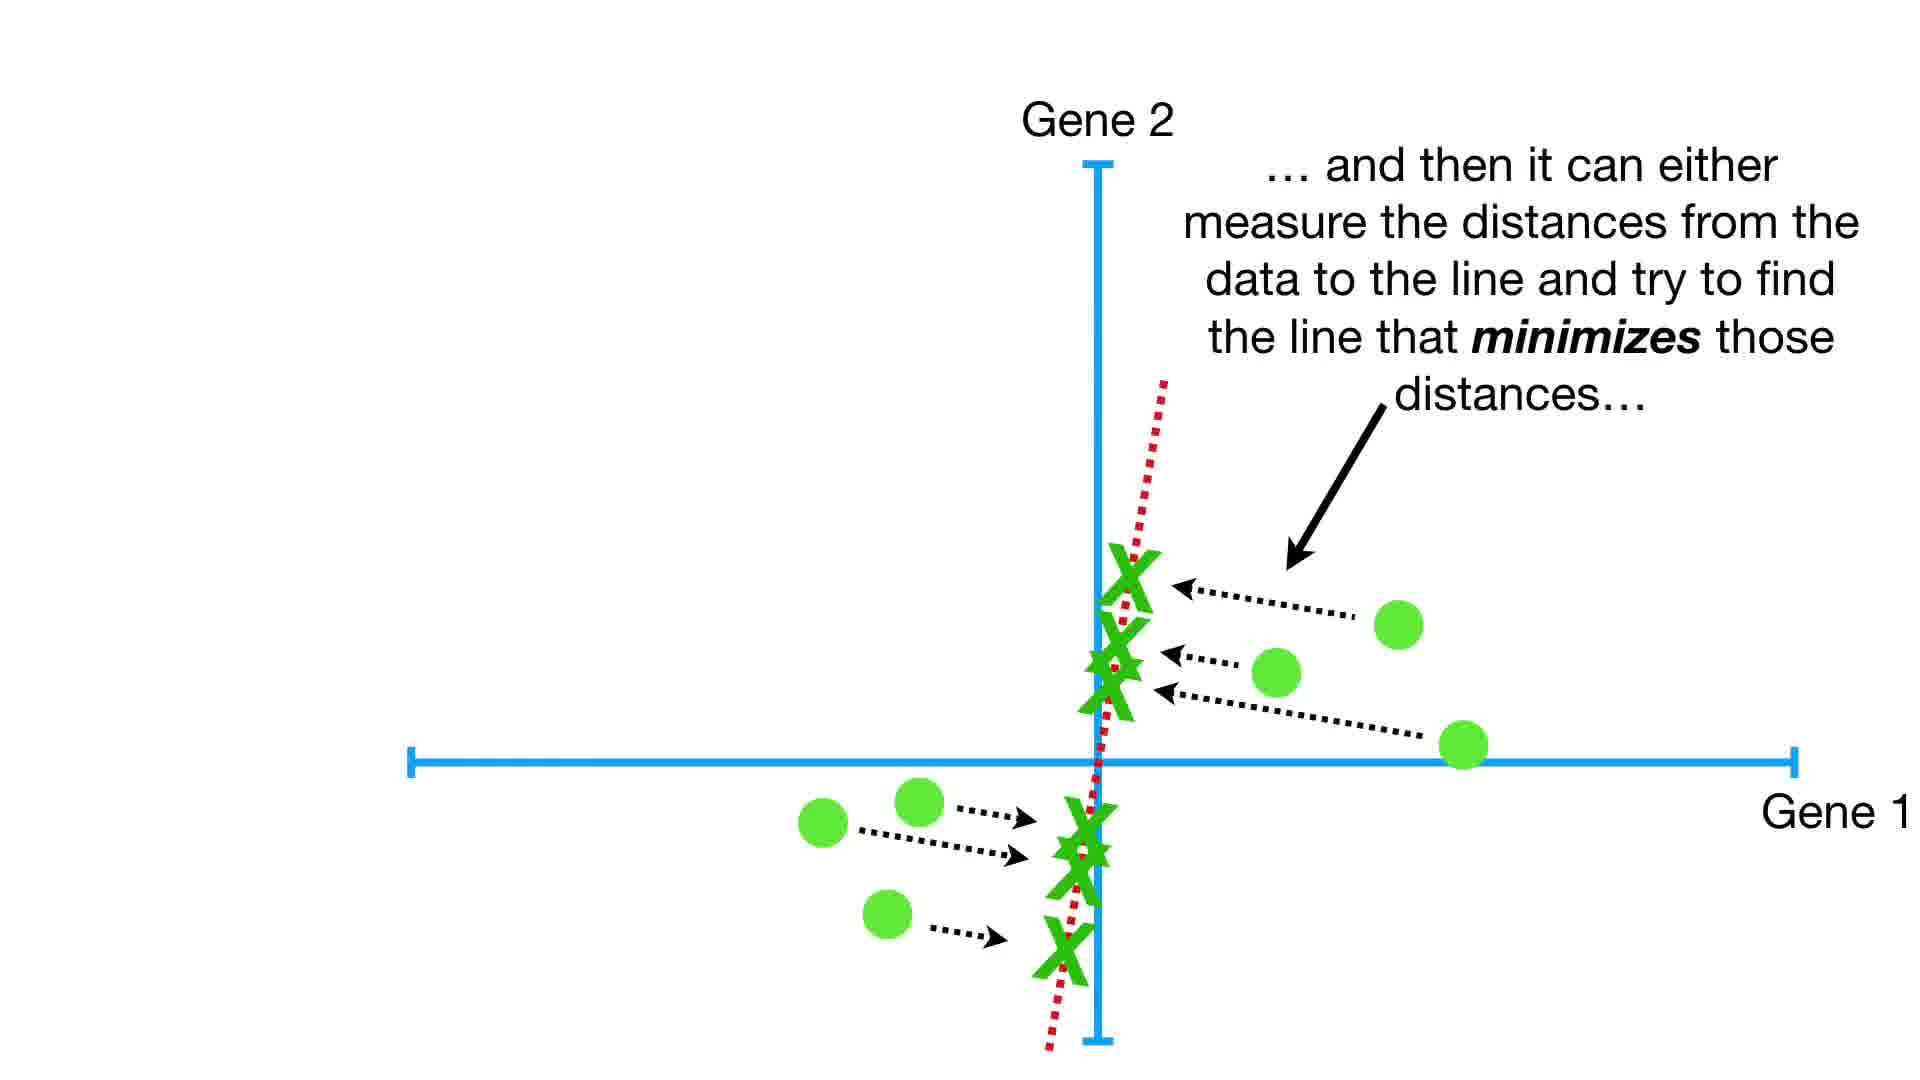 Gene 2
… and then it can either
measure the distances from the
data to the line and try to find
the line that minimizes those
distances…
Gene 1